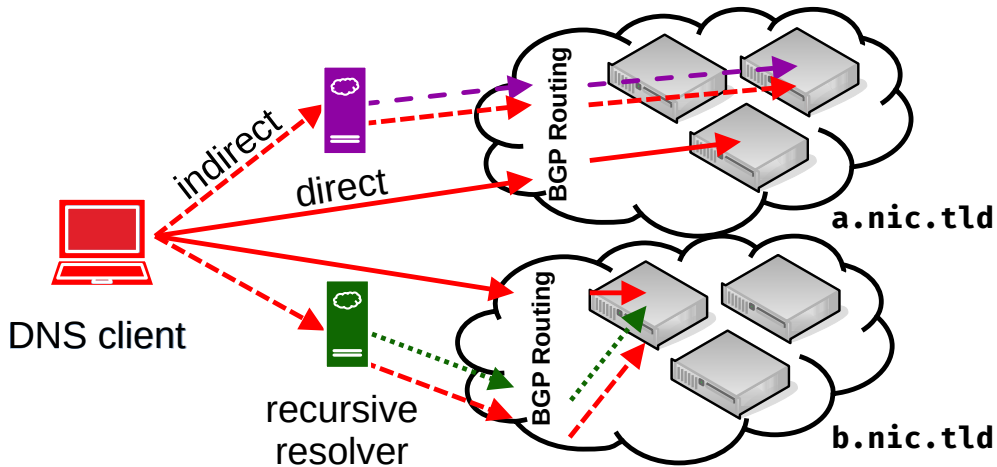 indirect
direct
BGP Routing
a.nic.tld
DNS client
BGP Routing
recursive
resolver
b.nic.tld